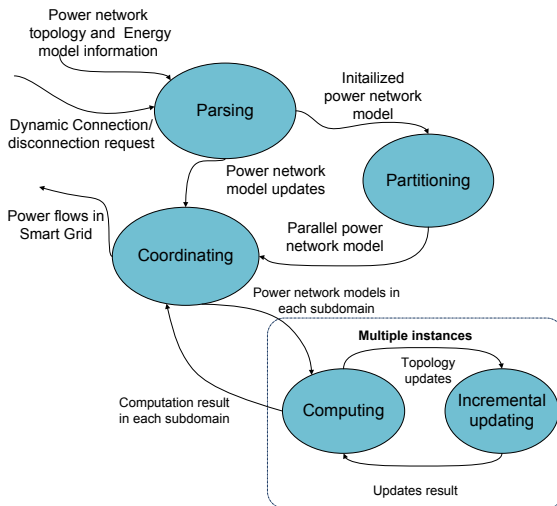 Power network
topology and Energy
model information
Initailized
power network
model
Parsing
Dynamic Connection/
disconnection request
Power network
model updates
Partitioning
Power flows in
Smart Grid
Parallel power
network model
Coordinating
Power network models in
each subdomain
Multiple instances
Topology
updates
Computation result
in each subdomain
Computing
Incremental
updating
Updates result